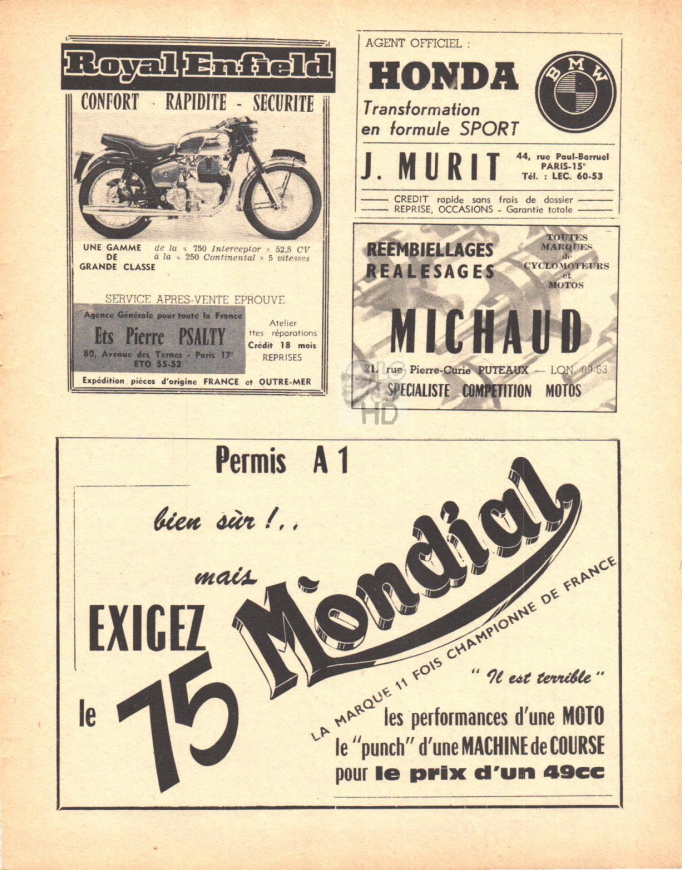 Royal Enfield
CONFORT - RAPIDITE - SECURITE
UNE GAMME
DE
GRANDE CLASSE
de la « 750 Interceptor » 52,5 CV
à la « 250 Continental » 5 vitesses
SERVICE APRES-VENTE EPROUVÉ
Agence Générale pour toute la France
Ets Pierre PSALTY
80, Avenue des Ternes - Paris 17e
ETO 55-52
Atelier
ttes réparations
Crédit 18 mois
REPRISES
Expédition pièces d'origine FRANCE et OUTRE-MER
AGENT OFFICIEL :
HONDA
BMW
Transformation
en formule SPORT
J. MURIT
44, rue Paul-Barruel
PARIS-15e
Tél. : LEC. 60-53
CREDIT rapide sans frais de dossier
REPRISE, OCCASIONS - Garantie totale
REEMBIELLAGES
REALESAGES
TOUTES
MARQUES
de
CYCLOMOTEURS
et
MOTOS
MICHAUD
21, rue Pierre-Curie PUTEAUX — LON. 09-53
SPECIALISTE COMPETITION MOTOS
HD
Permis A 1
bien sûr !..
mais
EXIGEZ
le 75
Mondial
LA MARQUE 11 FOIS CHAMPIONNE DE FRANCE
"Il est terrible"
les performances d'une MOTO
le "punch" d'une MACHINE de COURSE
pour le prix d'un 49cc